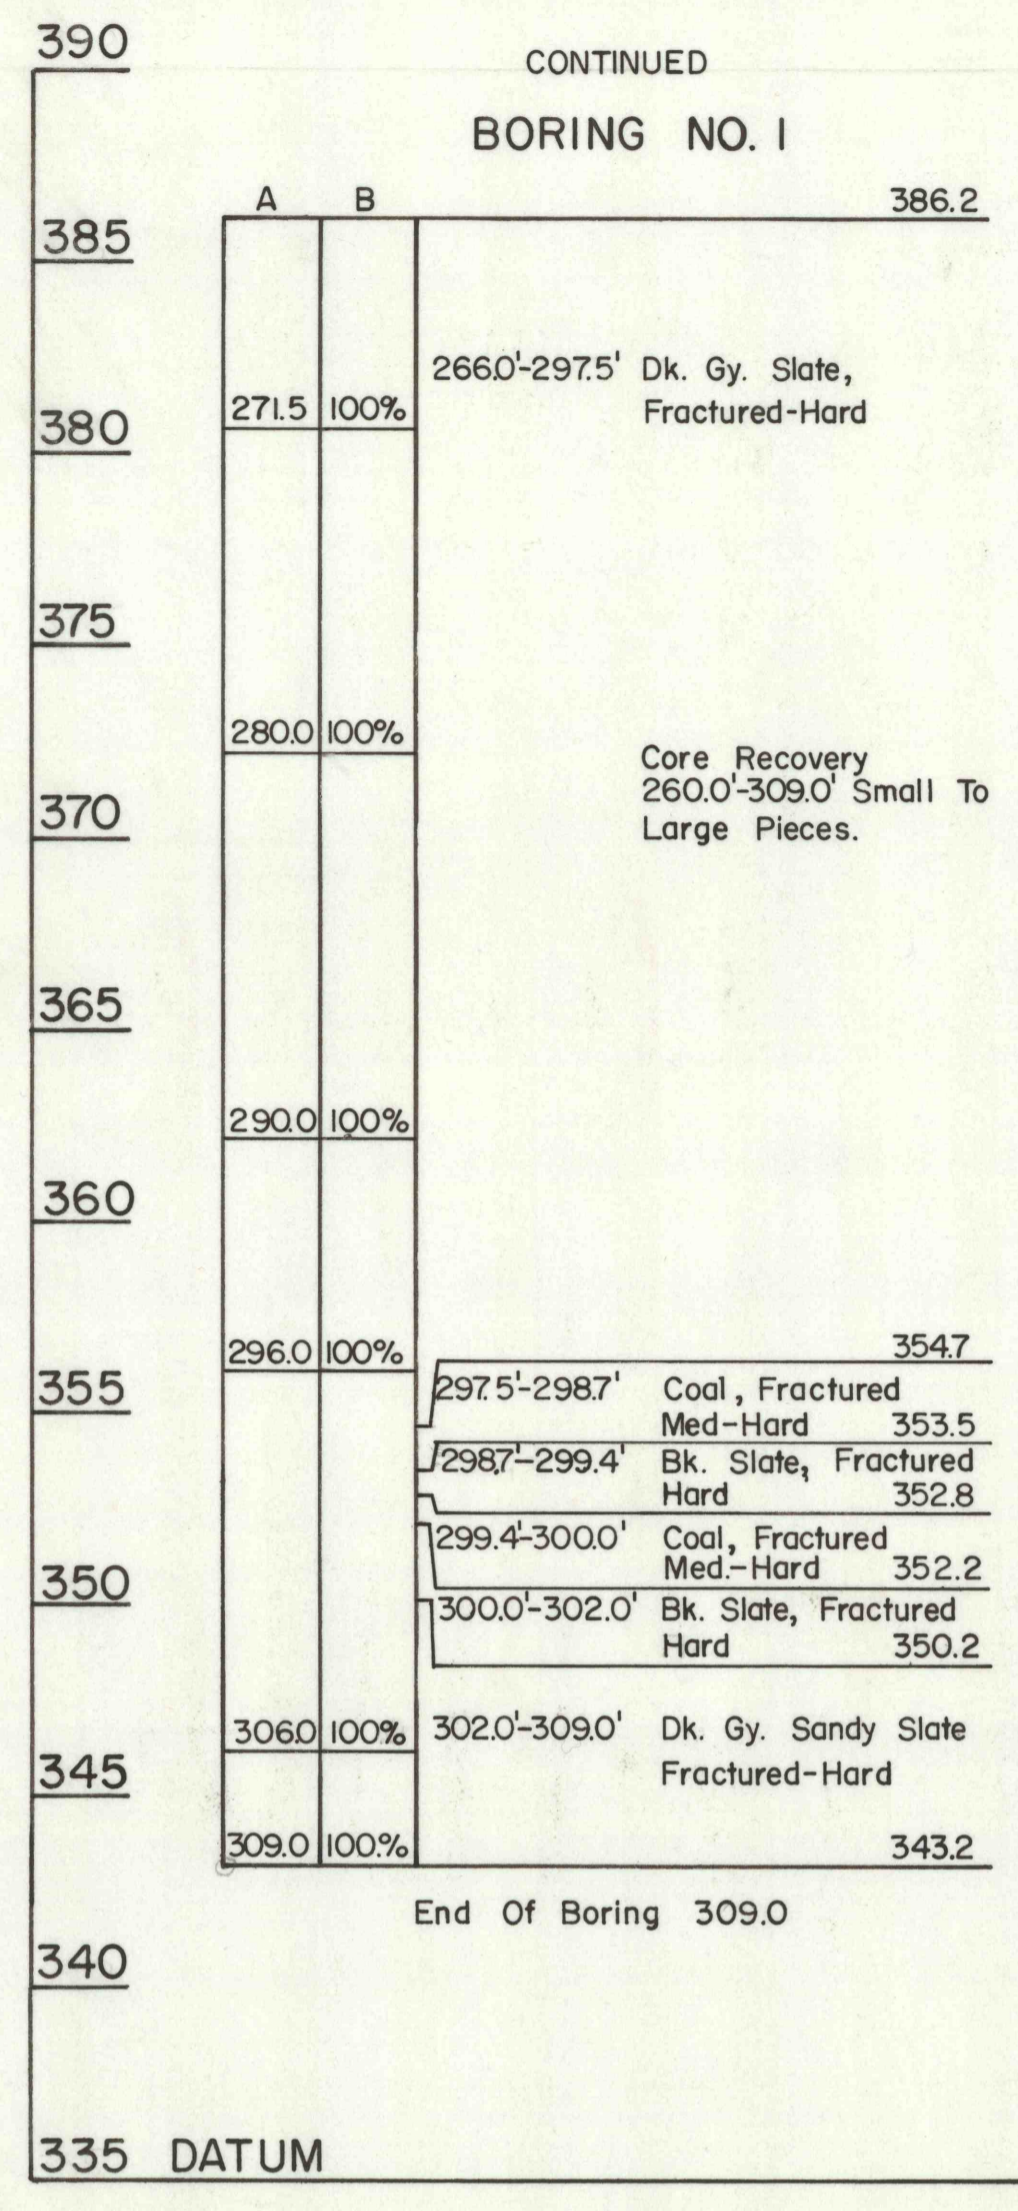 390
CONTINUED
BORING NO. 1
A B 386.2
385
266.0'-297.5' Dk. Gy. Slate,
271.5 100% Fractured-Hard
380
375
280.0 100%
Core Recovery
260.0'-309.0' Small To
370
Large Pieces.
365
290.0 100%
360
354.7
296.0 100%
355
297.5'-298.7' Coal, Fractured
Med-Hard 353.5
298.7'-299.4' Bk. Slate, Fractured
Hard 352.8
299.4'-300.0' Coal, Fractured
Med.-Hard 352.2
350
300.0'-302.0' Bk. Slate, Fractured
Hard 350.2
306.0 100% 302.0'-309.0' Dk. Gy. Sandy Slate
345
Fractured-Hard
309.0 100.% 343.2
End Of Boring 309.0
340
335 DATUM